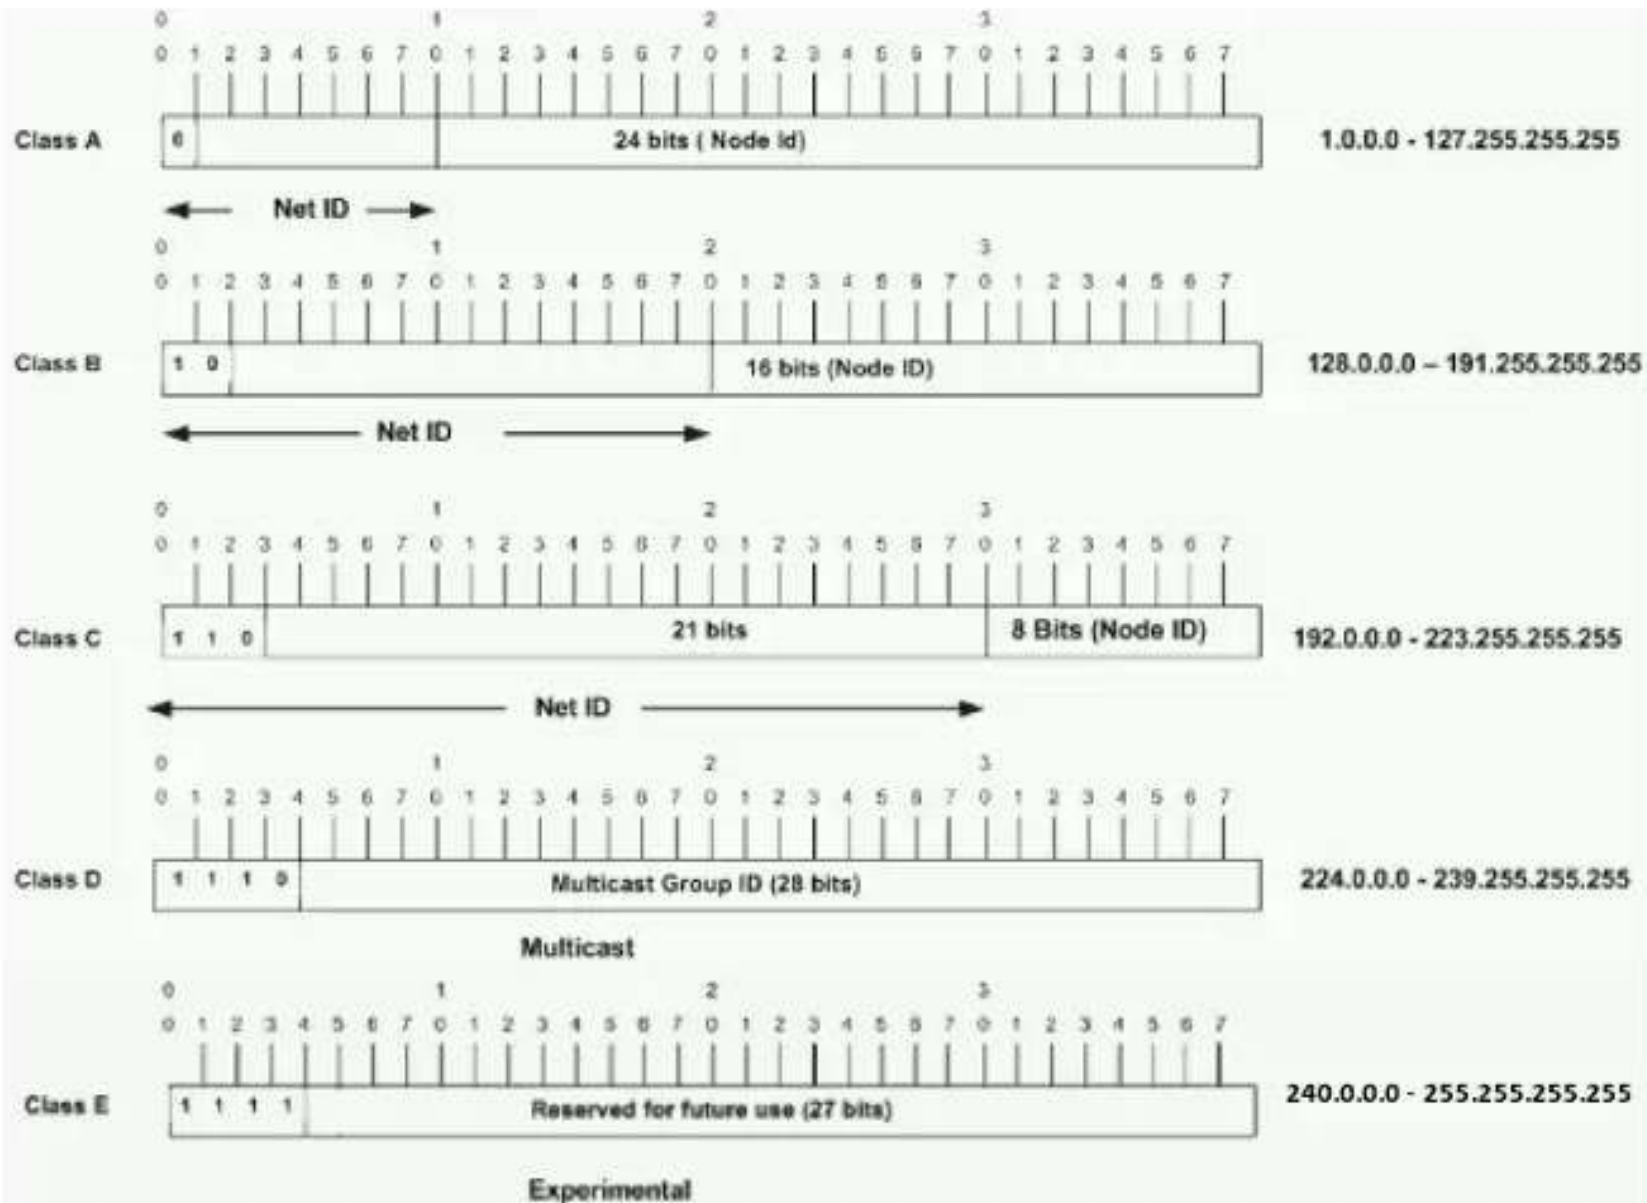 0 1 2 3
0 1 2 3 4 5 6 7 0 1 2 3 4 5 6 7 0 1 2 3 4 5 6 7 0 1 2 3 4 5 6 7
Class A
0
24 bits ( Node Id)
1.0.0.0 - 127.255.255.255
Net ID
0 1 2 3
0 1 2 3 4 5 6 7 0 1 2 3 4 5 6 7 0 1 2 3 4 5 6 7 0 1 2 3 4 5 6 7
Class B
1 0
16 bits (Node ID)
128.0.0.0 – 191.255.255.255
Net ID
0 1 2 3
0 1 2 3 4 5 6 7 0 1 2 3 4 5 6 7 0 1 2 3 4 5 6 7 0 1 2 3 4 5 6 7
Class C
1 1 0
21 bits
8 Bits (Node ID)
192.0.0.0 - 223.255.255.255
Net ID
0 1 2 3
0 1 2 3 4 5 6 7 0 1 2 3 4 5 6 7 0 1 2 3 4 5 6 7 0 1 2 3 4 5 6 7
Class D
1 1 1 0
Multicast Group ID (28 bits)
224.0.0.0 - 239.255.255.255
Multicast
0 1 2 3
0 1 2 3 4 5 6 7 0 1 2 3 4 5 6 7 0 1 2 3 4 5 6 7 0 1 2 3 4 5 6 7
Class E
1 1 1 1
Reserved for future use (27 bits)
240.0.0.0 - 255.255.255.255
Experimental